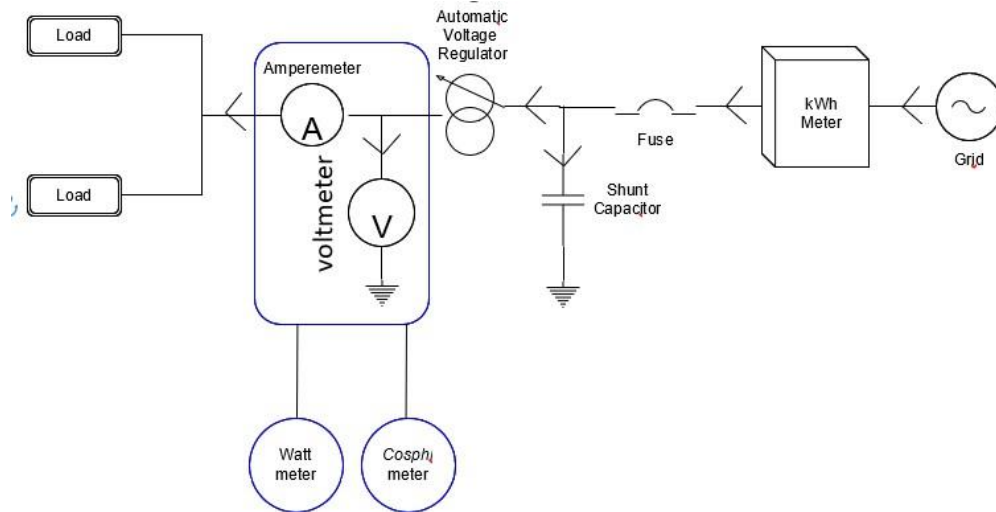 Load
Amperemeter
A
voltmeter
V
Automatic
Voltage
Regulator
Fuse
kWh
Meter
Grid
Shunt
Capacitor
Load
Watt
meter
Cosphi
meter